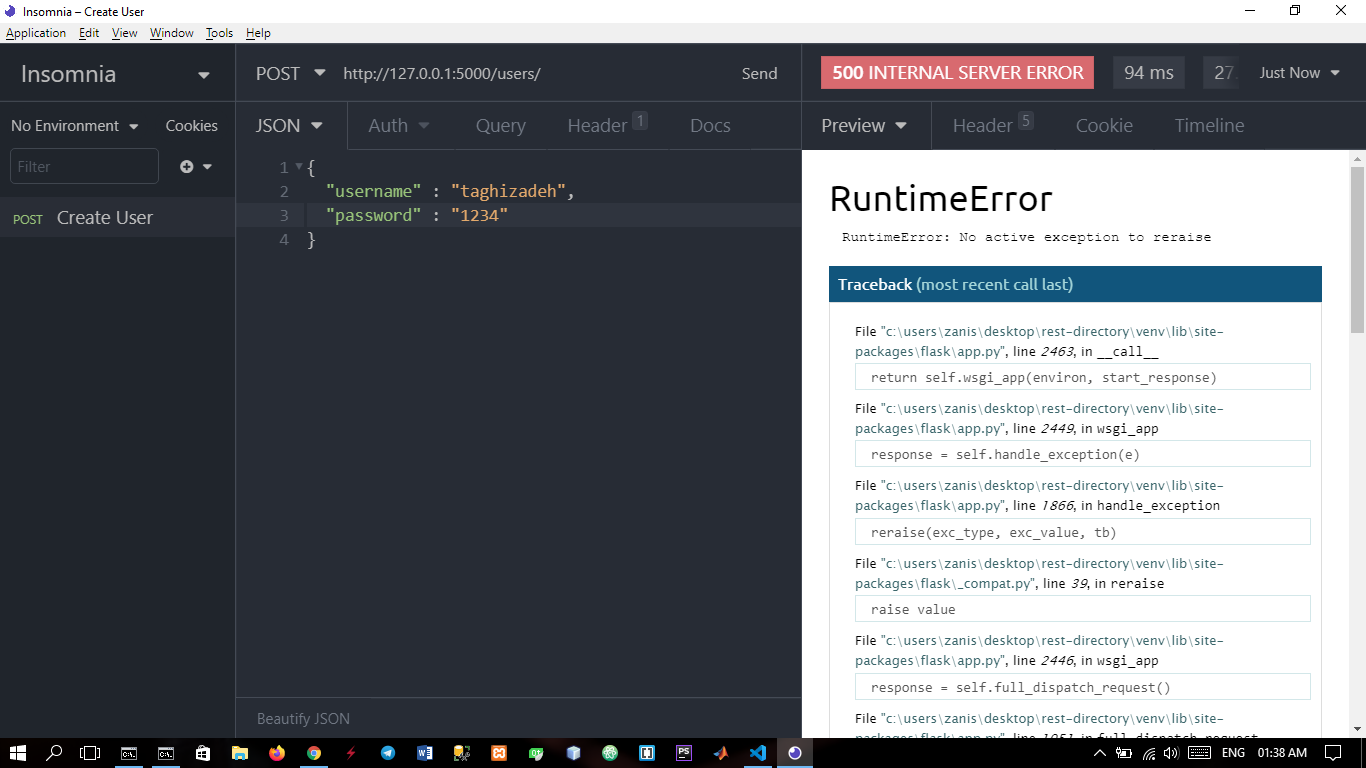 Insomnia – Create User
Application Edit View Window Tools Help
Insomnia
POST http://127.0.0.1:5000/users/ Send
500 INTERNAL SERVER ERROR 94 ms 27. Just Now
No Environment Cookies
JSON Auth Query Header 1 Docs
Preview Header 5 Cookie Timeline
Filter
POST Create User
1 {
2 "username" : "taghizadeh",
3 "password" : "1234"
4 }
Beautify JSON
RuntimeError
RuntimeError: No active exception to reraise
Traceback (most recent call last)
File "c:\users\zanis\desktop\rest-directory\venv\lib\site-
packages\flask\app.py", line 2463, in __call__
return self.wsgi_app(environ, start_response)
File "c:\users\zanis\desktop\rest-directory\venv\lib\site-
packages\flask\app.py", line 2449, in wsgi_app
response = self.handle_exception(e)
File "c:\users\zanis\desktop\rest-directory\venv\lib\site-
packages\flask\app.py", line 1866, in handle_exception
reraise(exc_type, exc_value, tb)
File "c:\users\zanis\desktop\rest-directory\venv\lib\site-
packages\flask\_compat.py", line 39, in reraise
raise value
File "c:\users\zanis\desktop\rest-directory\venv\lib\site-
packages\flask\app.py", line 2446, in wsgi_app
response = self.full_dispatch_request()
File "c:\users\zanis\desktop\rest-directory\venv\lib\site-
packages\flask\app.py", line 1951, in full_dispatch_request
ENG 01:38 AM